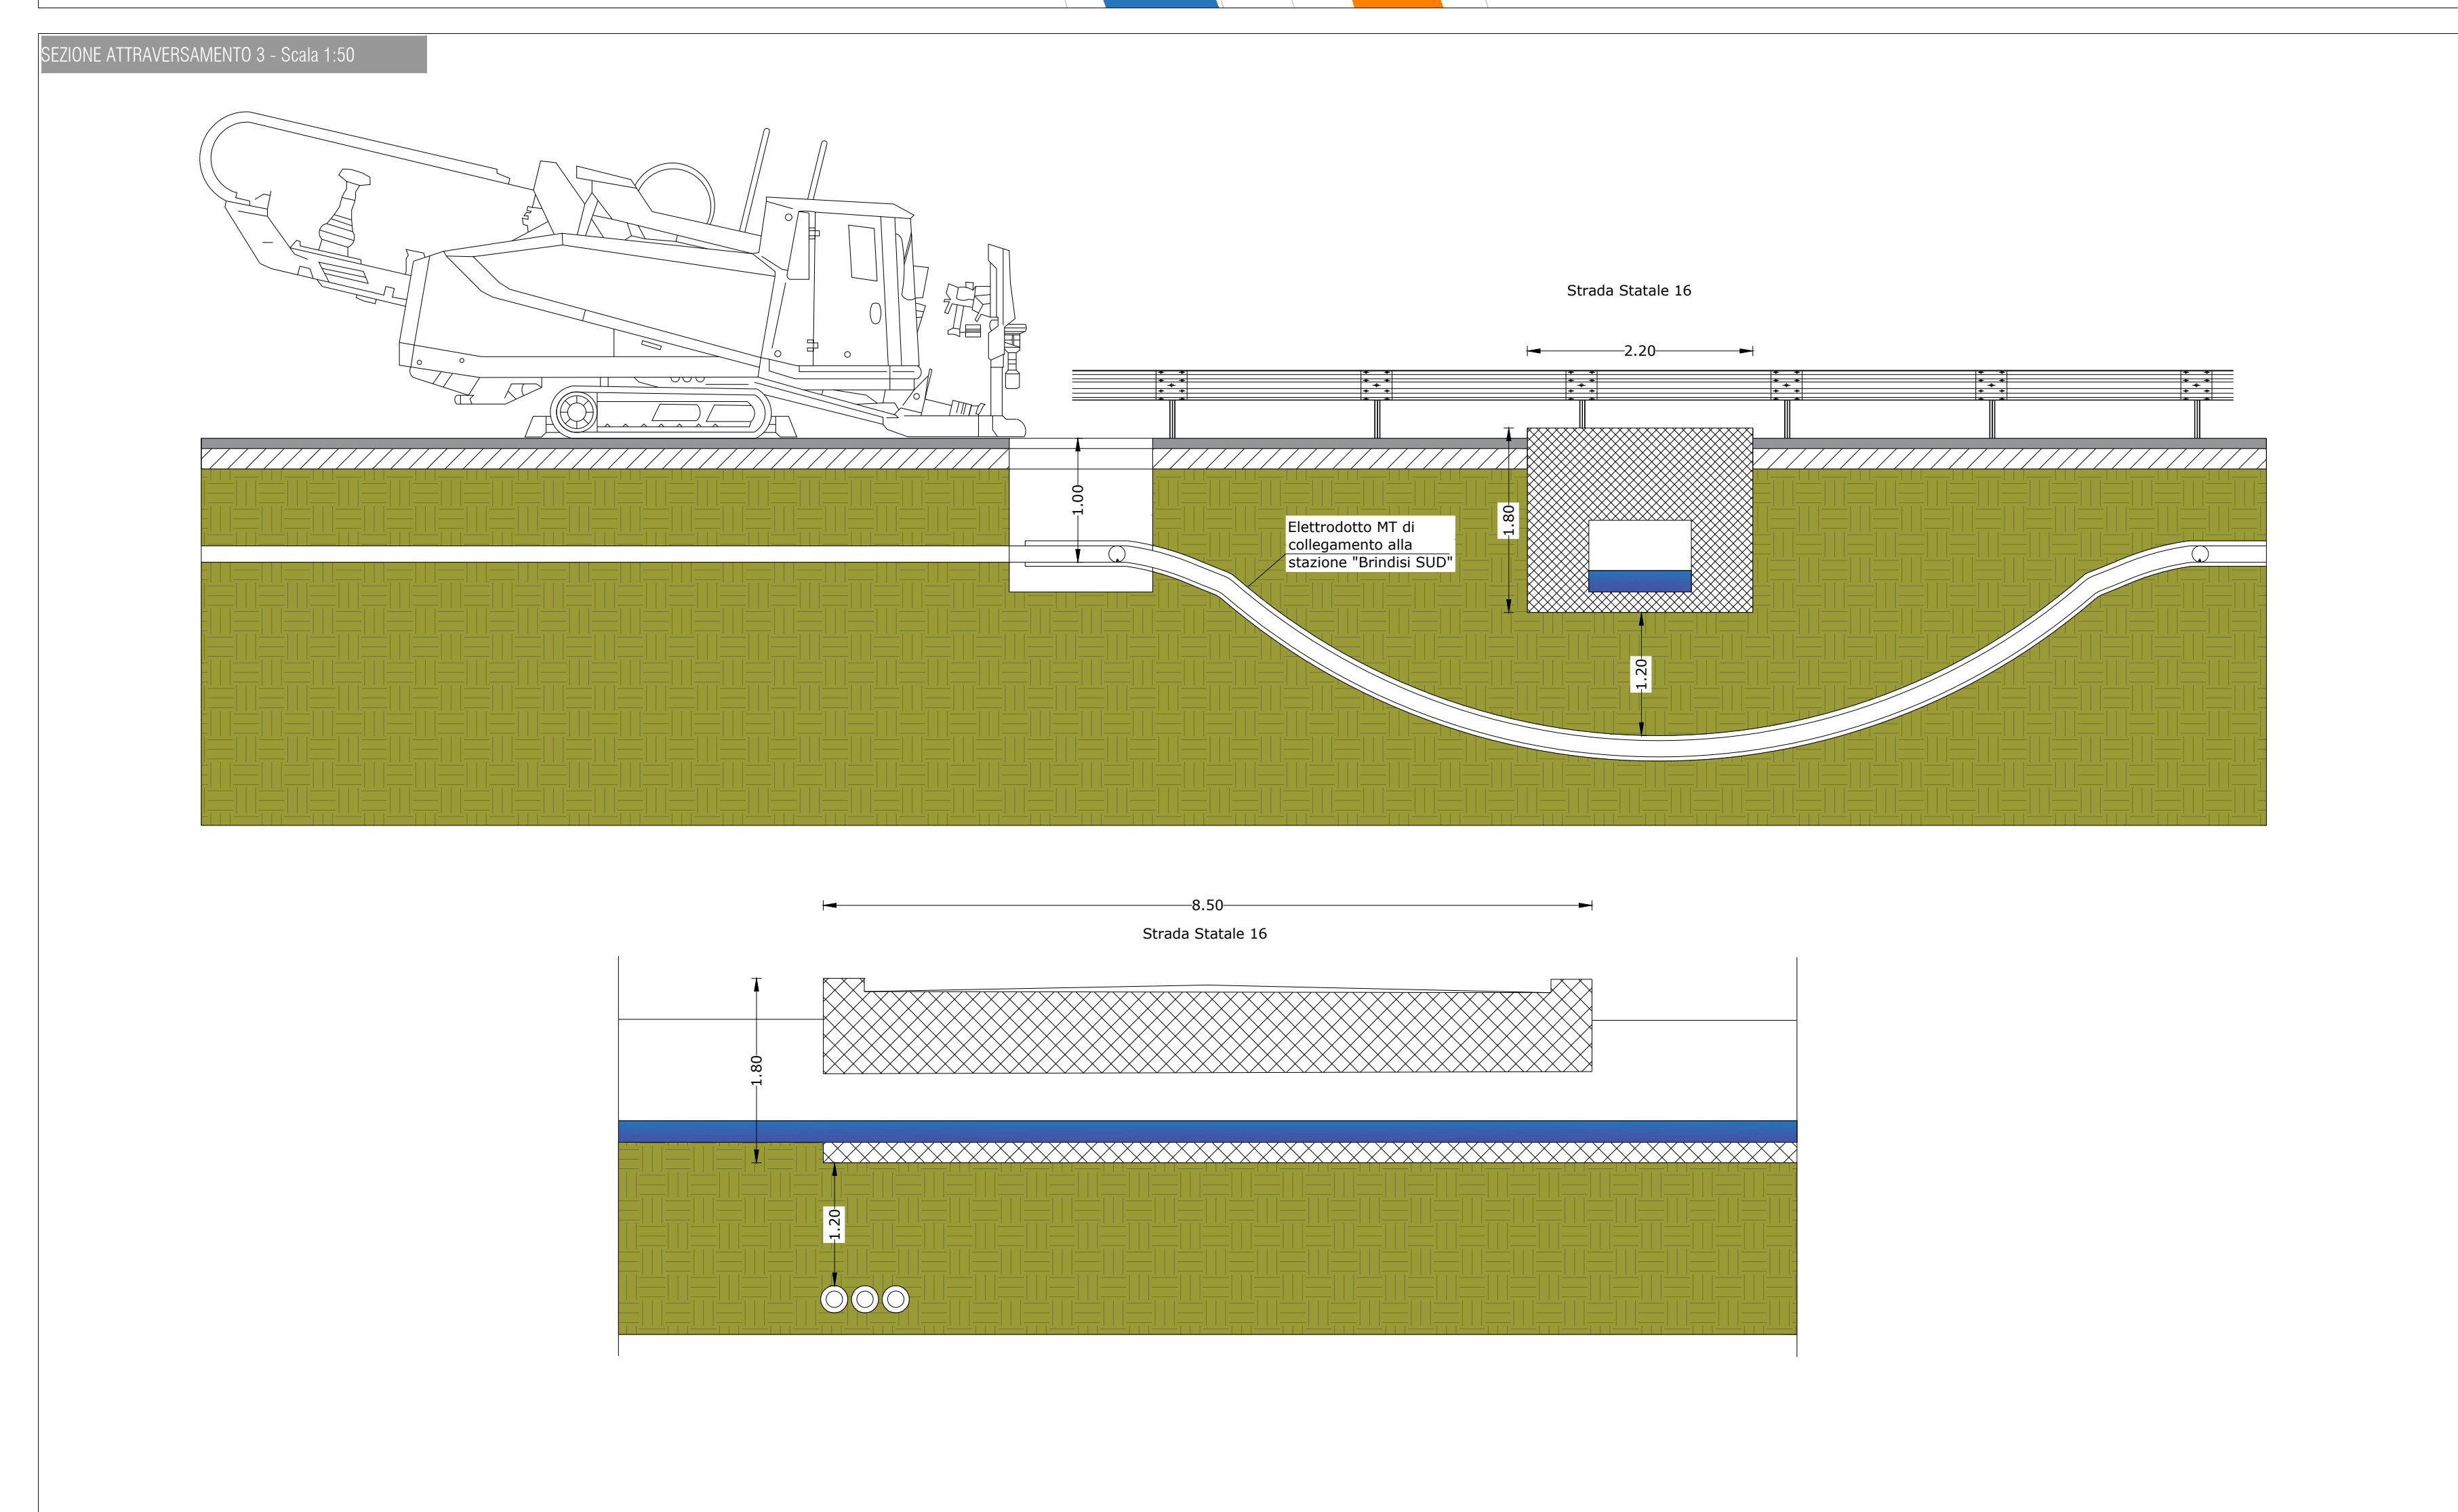 SEZIONE ATTRAVERSAMENTO 3 - Scala 1:50
Strada Statale 16
2.20
1.00
1.80
Elettrodotto MT di
collegamento alla
stazione "Brindisi SUD"
1.20
8.50
Strada Statale 16
1.80
1.20